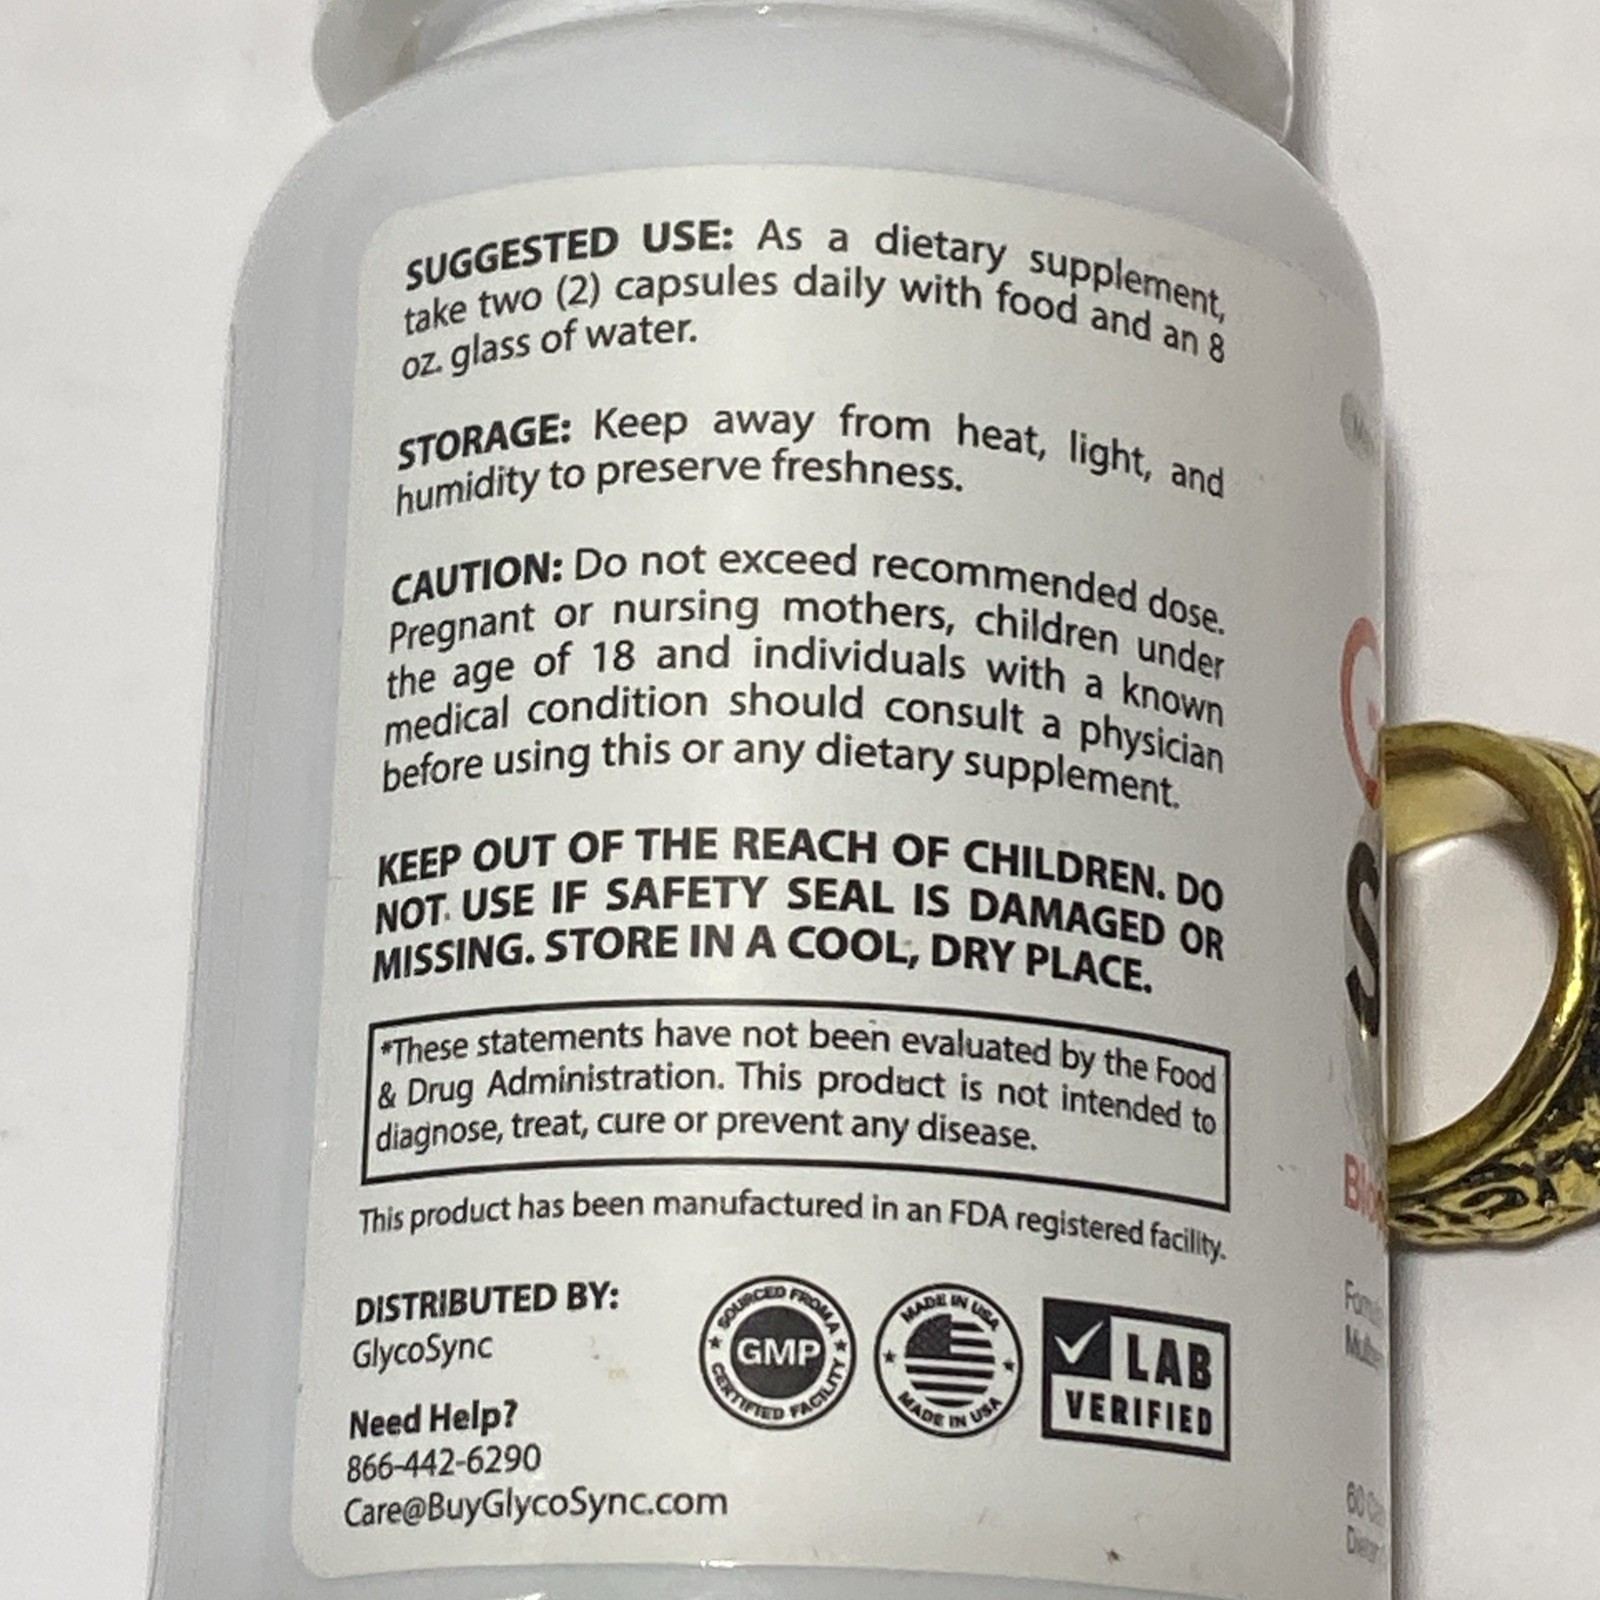 SUGGESTED USE: As a dietary supplement,
take two (2) capsules daily with food and an 8
oz. glass of water.
STORAGE: Keep away from heat, light, and
humidity to preserve freshness.
CAUTION: Do not exceed recommended dose.
Pregnant or nursing mothers, children under
the age of 18 and individuals with a known
medical condition should consult a physician
before using this or any dietary supplement.
KEEP OUT OF THE REACH OF CHILDREN. DO
NOT USE IF SAFETY SEAL IS DAMAGED OR
MISSING. STORE IN A COOL, DRY PLACE.
*These statements have not been evaluated by the Food
& Drug Administration. This product is not intended to
diagnose, treat, cure or prevent any disease.
This product has been manufactured in an FDA registered facility.
DISTRIBUTED BY:
GlycoSync
Need Help?
866-442-6290
Care@BuyGlycoSync.com
SOURCED FROM A
GMP
CERTIFIED FACILITY
MADE IN USA
MADE IN USA
LAB
VERIFIED
60